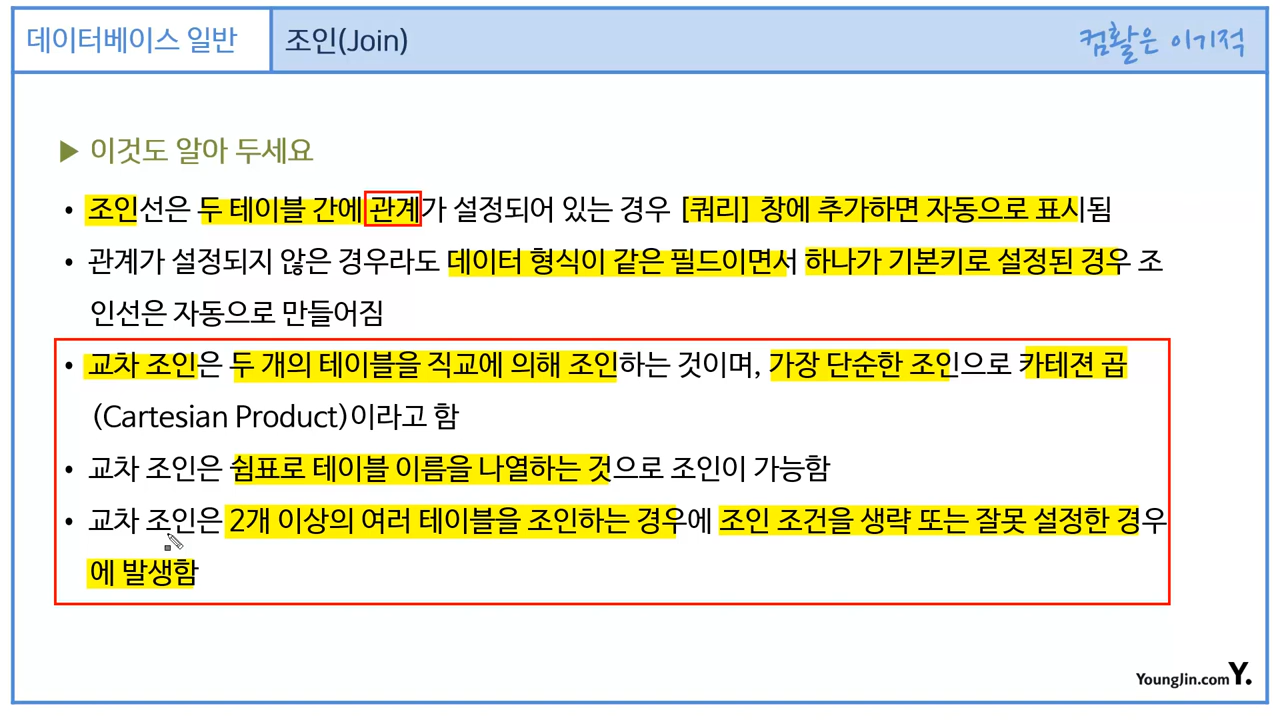 데이터베이스 일반
조인(Join)
컴활은 이기적
▶ 이것도 알아 두세요
• 조인선은 두 테이블 간에 관계가 설정되어 있는 경우 [쿼리] 창에 추가하면 자동으로 표시됨
• 관계가 설정되지 않은 경우라도 데이터 형식이 같은 필드이면서 하나가 기본키로 설정된 경우 조
인선은 자동으로 만들어짐
• 교차 조인은 두 개의 테이블을 직교에 의해 조인하는 것이며, 가장 단순한 조인으로 카테젼 곱
(Cartesian Product)이라고 함
• 교차 조인은 쉼표로 테이블 이름을 나열하는 것으로 조인이 가능함
• 교차 조인은 2개 이상의 여러 테이블을 조인하는 경우에 조인 조건을 생략 또는 잘못 설정한 경우
에 발생함
YoungJin.com Y.